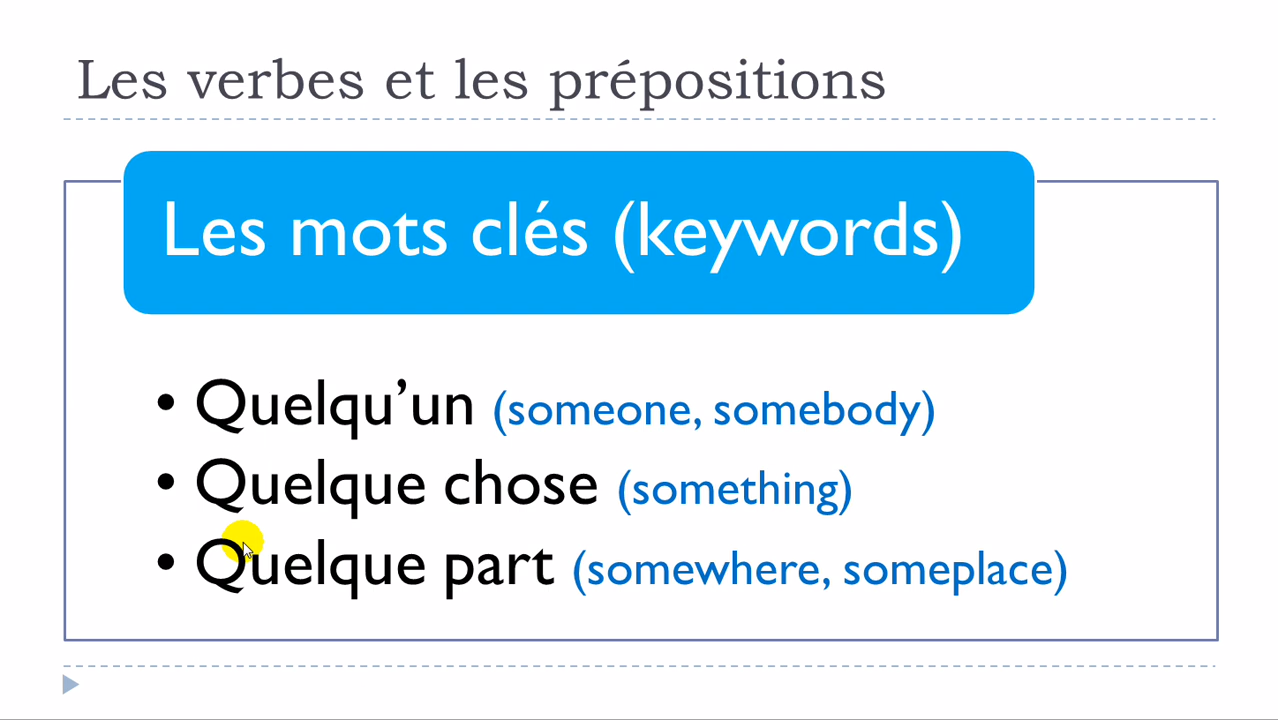 Les verbes et les prépositions
Les mots clés (keywords)
• Quelqu’un (someone, somebody)
• Quelque chose (something)
• Quelque part (somewhere, someplace)